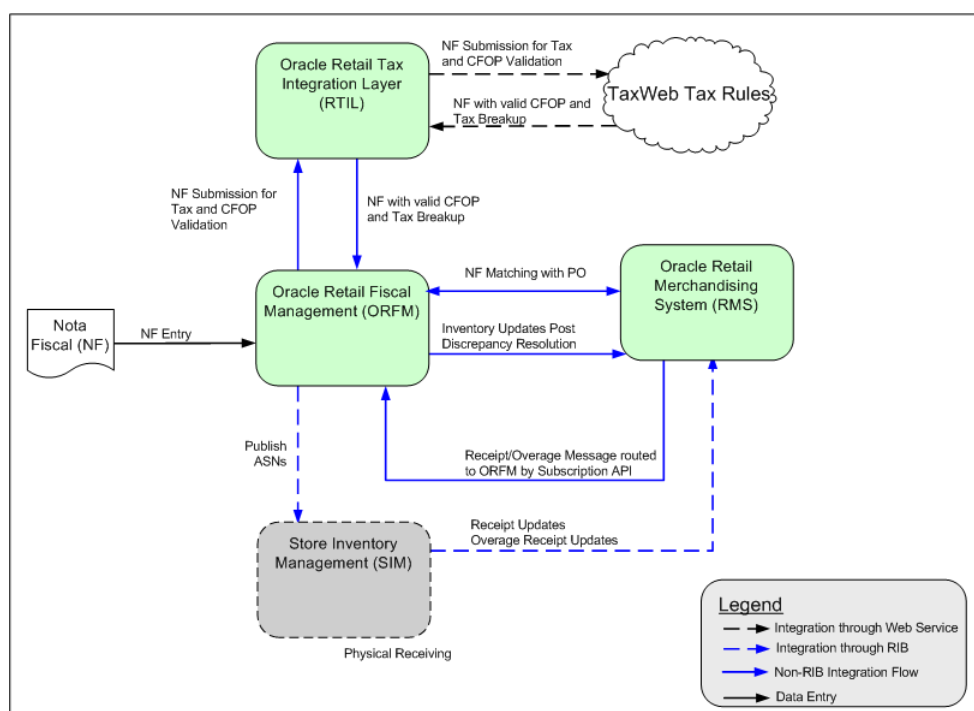 Oracle Retail Tax
Integration Layer
(RTIL)
NF Submission for Tax
and CFOP Validation
TaxWeb Tax Rules
NF with valid CFOP and
Tax Breakup
NF Submission for
Tax and CFOP
Validation
NF with valid CFOP
and Tax Breakup
Nota
Fiscal (NF)
NF Entry
Oracle Retail Fiscal
Management (ORFM)
NF Matching with PO
Inventory Updates Post
Discrepancy Resolution
Oracle Retail
Merchandising
System (RMS)
Publish
ASNs
Receipt/Overage Message routed
to ORFM by Subscription API
Store Inventory
Management (SIM)
Receipt Updates
Overage Receipt Updates
Physical Receiving
Legend
Integration through Web Service
Integration through RIB
Non-RIB Integration Flow
Data Entry